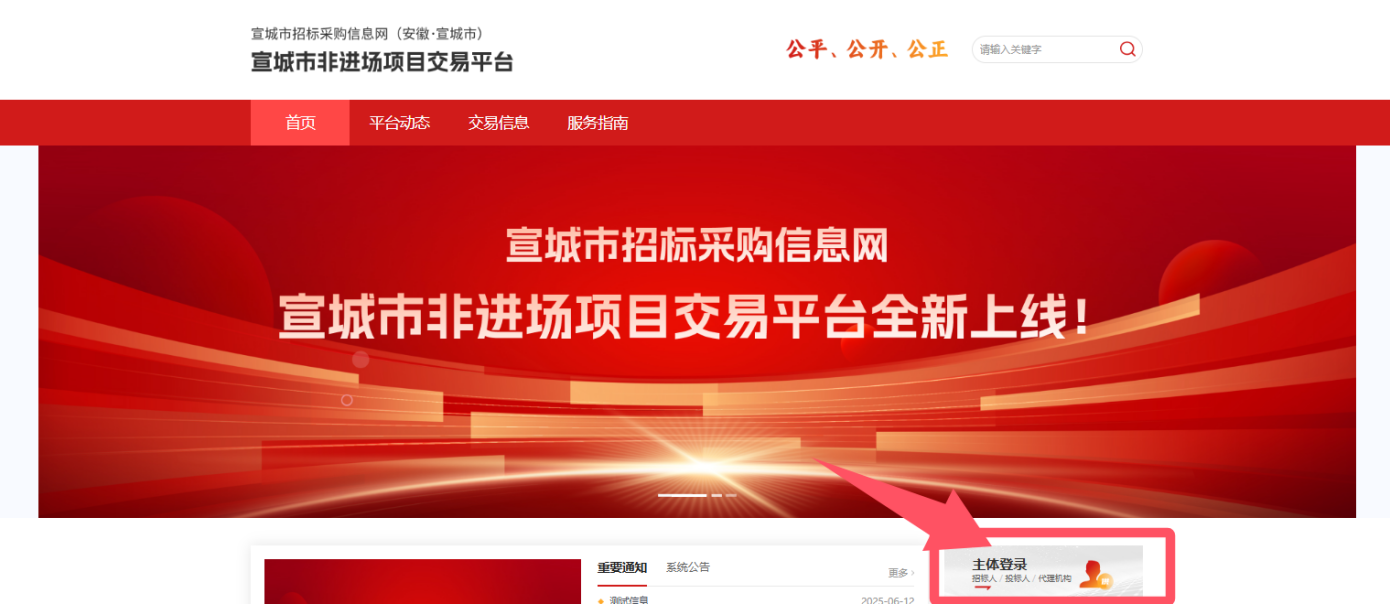 宣城市招标采购信息网（安徽·宣城市）
宣城市非进场项目交易平台
公平、公开、公正
请输入关键字
首页 平台动态 交易信息 服务指南
宣城市招标采购信息网
宣城市非进场项目交易平台全新上线！
重要通知 系统公告 更多 ›
主体登录
招标人 / 投标人 / 代理机构
测试信息 2025-06-12